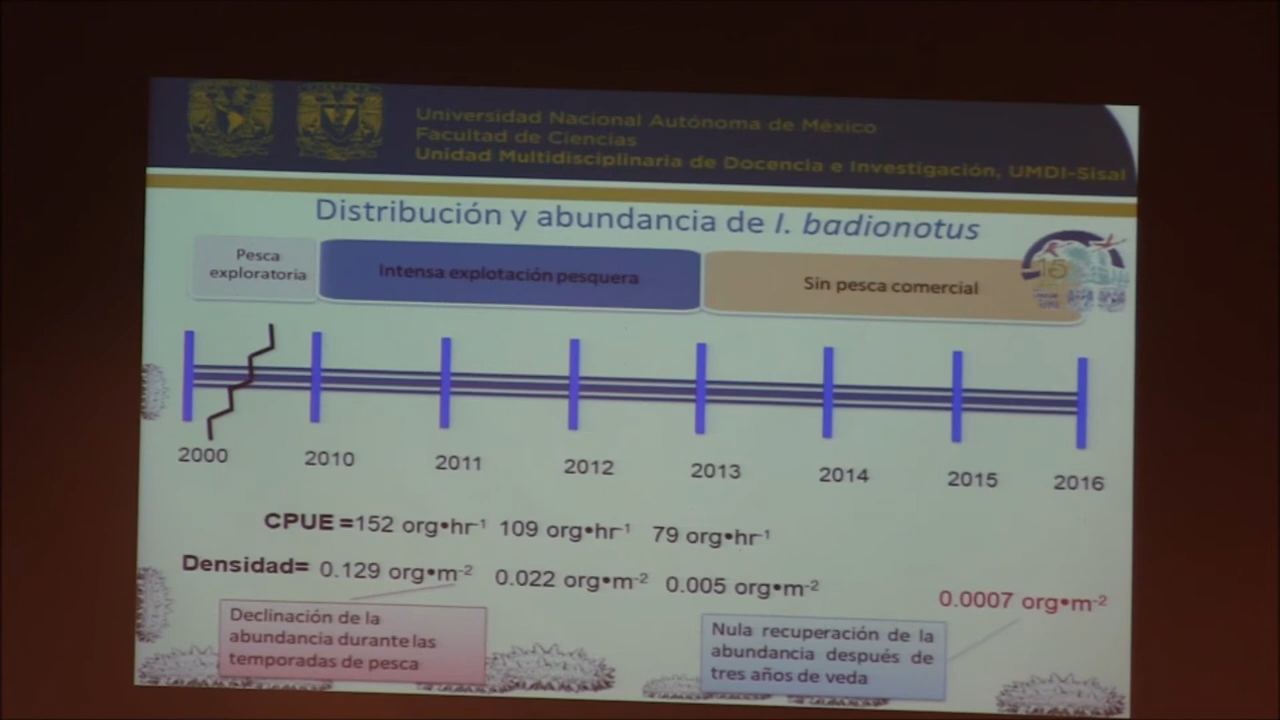 Universidad Nacional Autónoma de México
Facultad de Ciencias
Unidad Multidisciplinaria de Docencia e Investigación, UMDI-Sisal
Distribución y abundancia de I. badionotus
Pesca
exploratoria
Intensa explotación pesquera
Sin pesca comercial
15
2000 2010 2011 2012 2013 2014 2015 2016
CPUE =152 org•hr⁻¹ 109 org•hr⁻¹ 79 org•hr⁻¹
Densidad= 0.129 org•m⁻² 0.022 org•m⁻² 0.005 org•m⁻² 0.0007 org•m⁻²
Declinación de la
abundancia durante las
temporadas de pesca
Nula recuperación de la
abundancia después de
tres años de veda